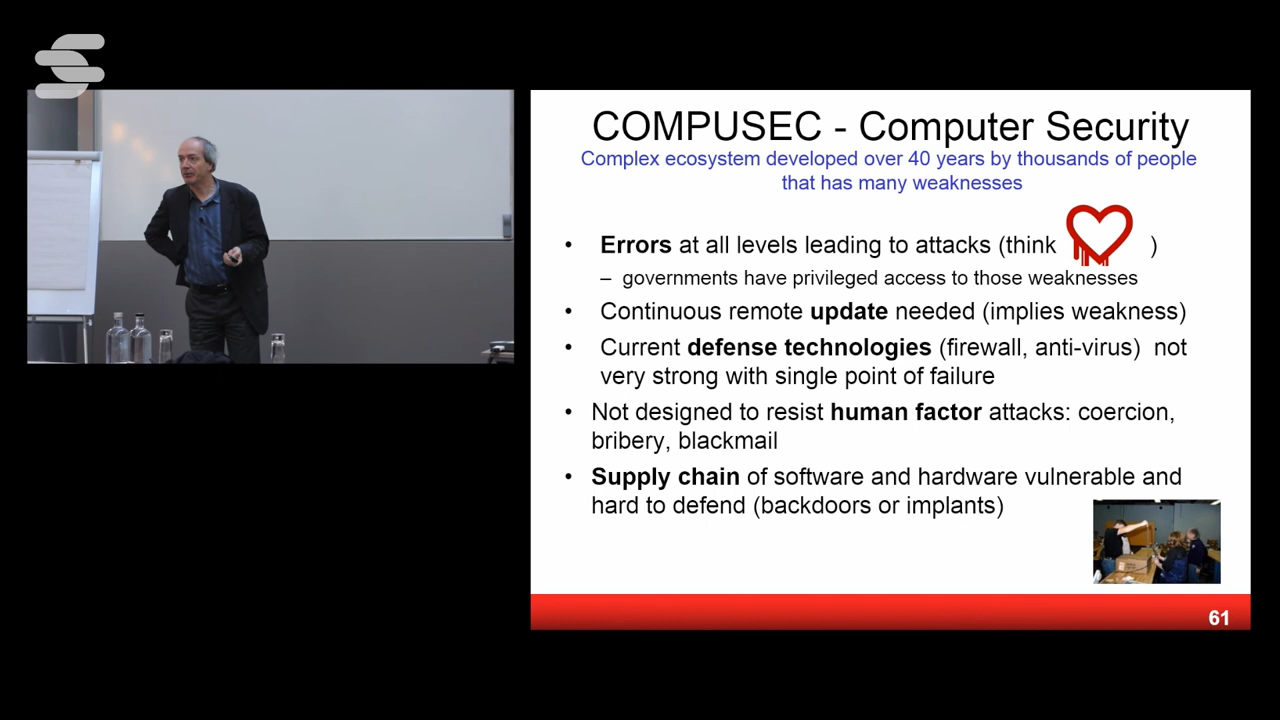 COMPUSEC - Computer Security
Complex ecosystem developed over 40 years by thousands of people
that has many weaknesses
• Errors at all levels leading to attacks (think )
– governments have privileged access to those weaknesses
• Continuous remote update needed (implies weakness)
• Current defense technologies (firewall, anti-virus) not
very strong with single point of failure
• Not designed to resist human factor attacks: coercion,
bribery, blackmail
• Supply chain of software and hardware vulnerable and
hard to defend (backdoors or implants)
61